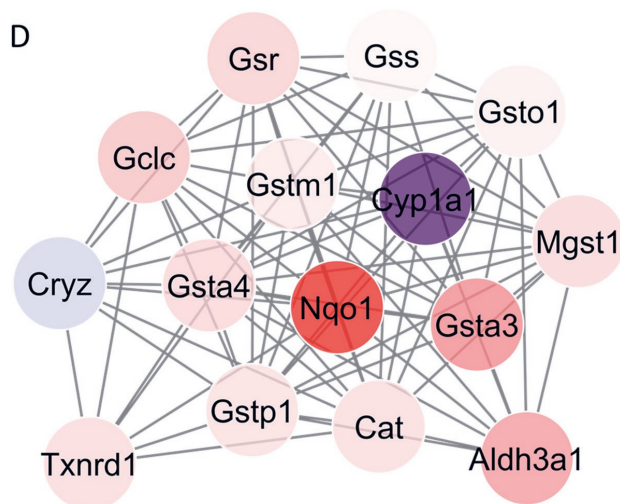 D
Gsr
Gss
Gsto1
Gclc
Gstm1
Cyp1a1
Mgst1
Cryz
Gsta4
Nqo1
Gsta3
Gstp1
Cat
Txnrd1
Aldh3a1